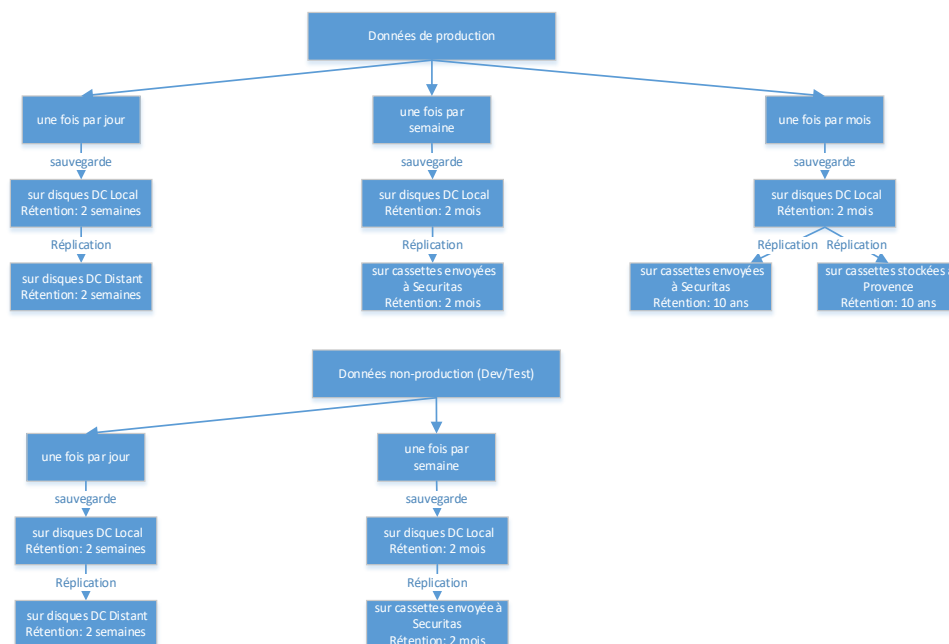 Données de production
une fois par jour
une fois par
semaine
une fois par mois
sauvegarde
sauvegarde
sauvegarde
sur disques DC Local
Rétention: 2 semaines
sur disques DC Local
Rétention: 2 mois
sur disques DC Local
Rétention: 2 mois
Réplication
Réplication
Réplication
Réplication
sur disques DC Distant
Rétention: 2 semaines
sur cassettes envoyées
à Securitas
Rétention: 2 mois
sur cassettes envoyées
à Securitas
Rétention: 10 ans
sur cassettes stockées
Provence
Rétention: 10 ans
Données non-production (Dev/Test)
une fois par jour
une fois par
semaine
sauvegarde
sauvegarde
sur disques DC Local
Rétention: 2 semaines
sur disques DC Local
Rétention: 2 mois
Réplication
Réplication
sur disques DC Distant
Rétention: 2 semaines
sur cassettes envoyée à
Securitas
Rétention: 2 mois